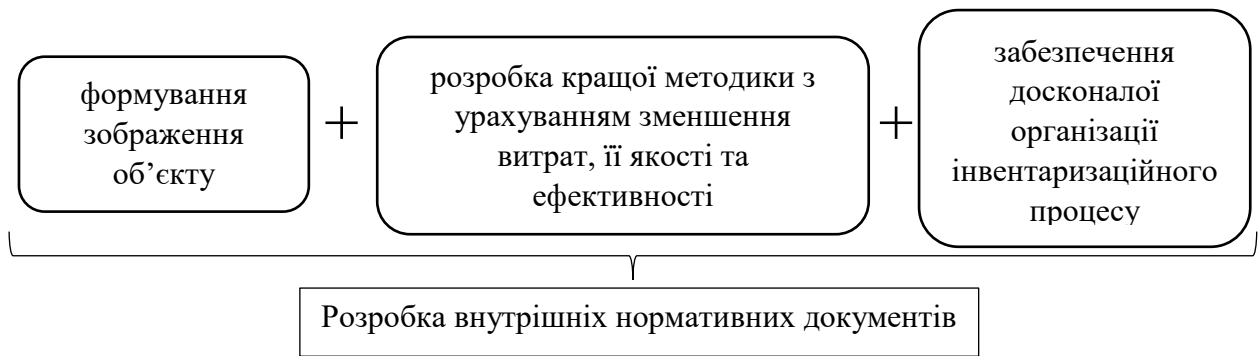 формування
зображення
об’єкту
+
розробка кращої методики з
урахуванням зменшення
витрат, її якості та
ефективності
+
забезпечення
досконалої
організації
інвентаризаційного
процесу
Розробка внутрішніх нормативних документів